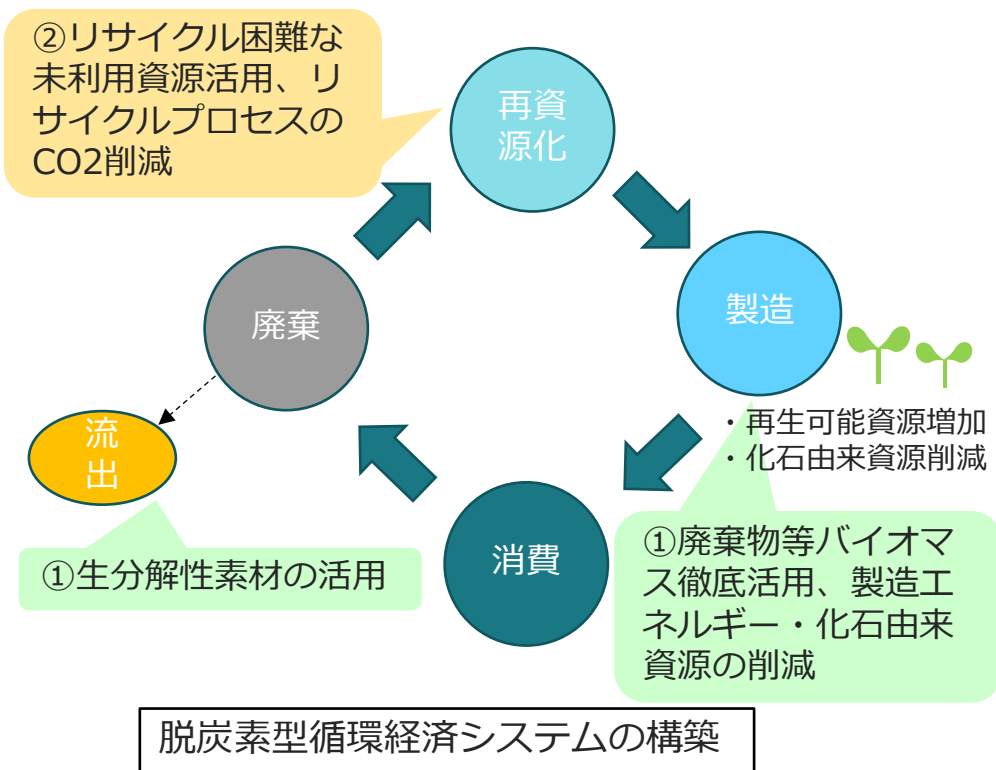 ②リサイクル困難な
未利用資源活用、リ
サイクルプロセスの
CO2削減
再資
源化
製造
・再生可能資源増加
・化石由来資源削減
①廃棄物等バイオマ
ス徹底活用、製造エ
ネルギー・化石由来
資源の削減
消費
廃棄
流
出
①生分解性素材の活用
脱炭素型循環経済システムの構築